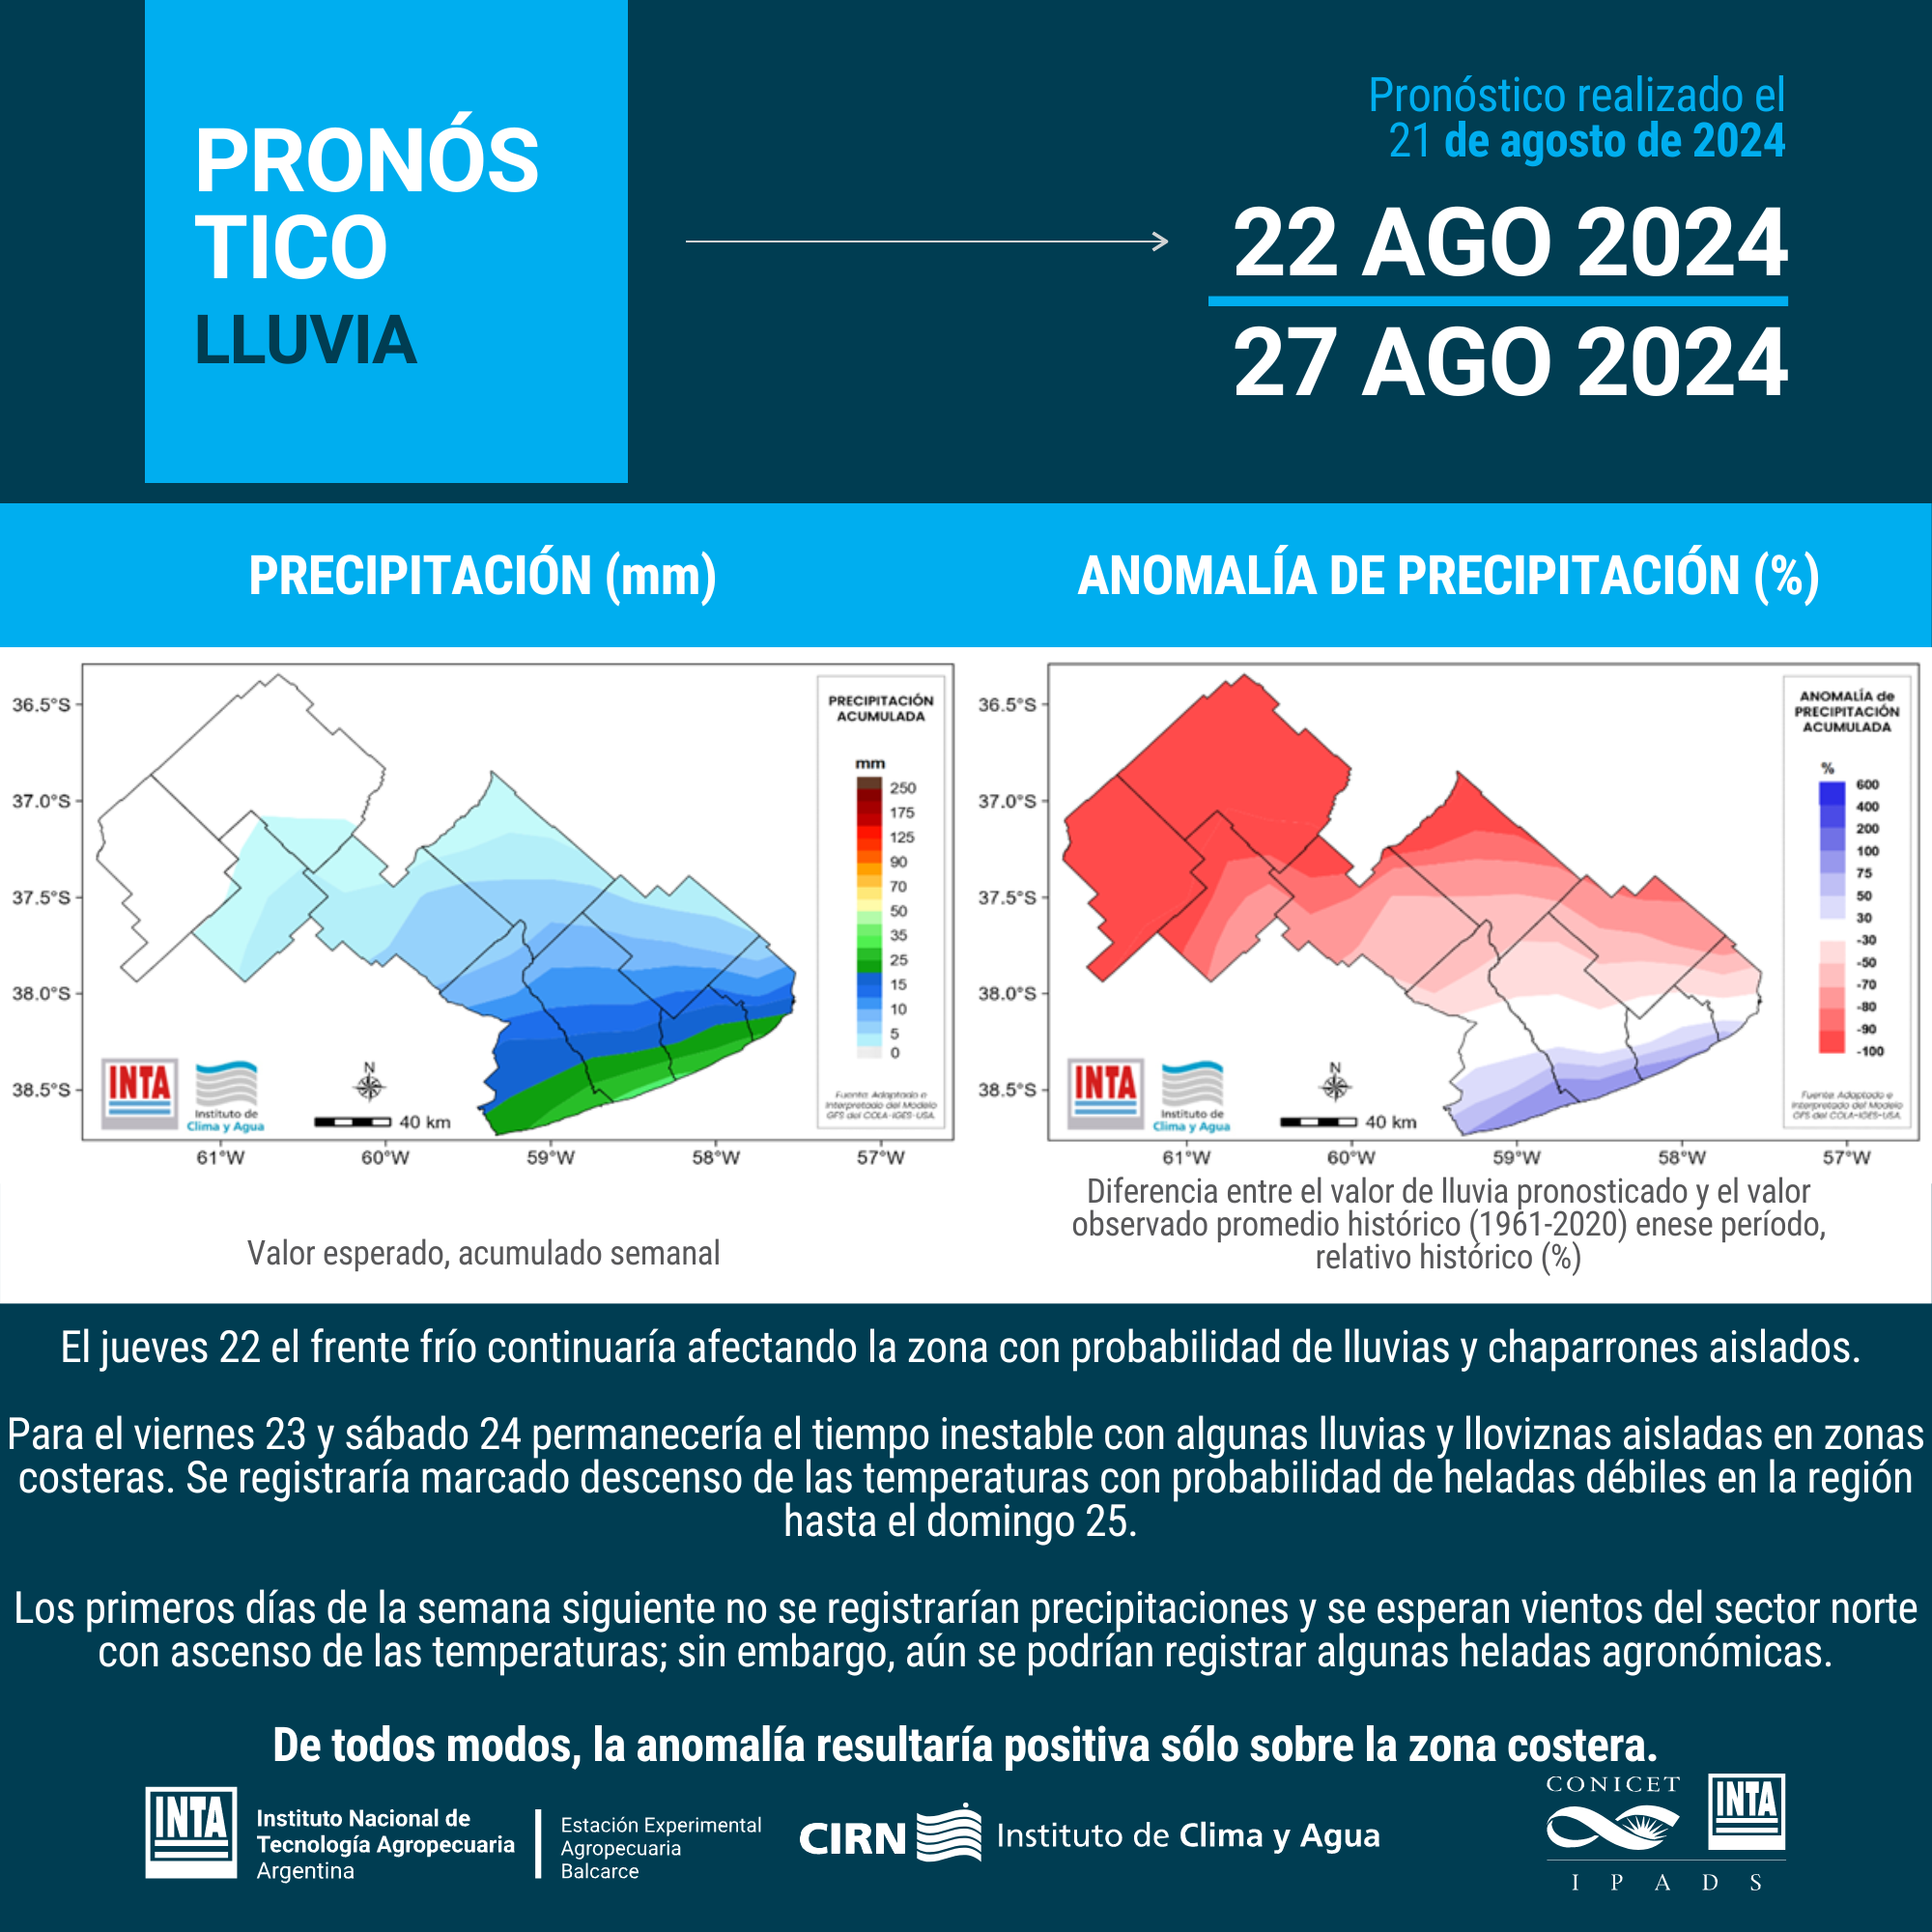 PRONÓS
TICO
LLUVIA
Pronóstico realizado el
21 de agosto de 2024
22 AGO 2024
27 AGO 2024
PRECIPITACIÓN (mm)
ANOMALÍA DE PRECIPITACIÓN (%)
36.5°S
37.0°S
37.5°S
38.0°S
38.5°S
61°W
60°W
59°W
58°W
57°W
PRECIPITACIÓN
ACUMULADA
mm
250
175
125
90
70
50
35
25
15
10
5
0
Fuente: Adaptado e
Interpretado del Modelo
GFS del COLA-IGES-USA.
INTA
Instituto de
Clima y Agua
N
40 km
Valor esperado, acumulado semanal
36.5°S
37.0°S
37.5°S
38.0°S
38.5°S
61°W
60°W
59°W
58°W
57°W
ANOMALÍA de
PRECIPITACIÓN
ACUMULADA
%
600
400
200
100
75
50
30
-30
-50
-70
-80
-90
-100
Fuente: Adaptado e
Interpretado del Modelo
GFS del COLA-IGES-USA.
INTA
Instituto de
Clima y Agua
N
40 km
Diferencia entre el valor de lluvia pronosticado y el valor
observado promedio histórico (1961-2020) enese período,
relativo histórico (%)
El jueves 22 el frente frío continuaría afectando la zona con probabilidad de lluvias y chaparrones aislados.
Para el viernes 23 y sábado 24 permanecería el tiempo inestable con algunas lluvias y lloviznas aisladas en zonas
costeras. Se registraría marcado descenso de las temperaturas con probabilidad de heladas débiles en la región
hasta el domingo 25.
Los primeros días de la semana siguiente no se registrarían precipitaciones y se esperan vientos del sector norte
con ascenso de las temperaturas; sin embargo, aún se podrían registrar algunas heladas agronómicas.
De todos modos, la anomalía resultaría positiva sólo sobre la zona costera.
INTA
Instituto Nacional de
Tecnología Agropecuaria
Argentina
Estación Experimental
Agropecuaria
Balcarce
CIRN
Instituto de Clima y Agua
CONICET
INTA
I P A D S